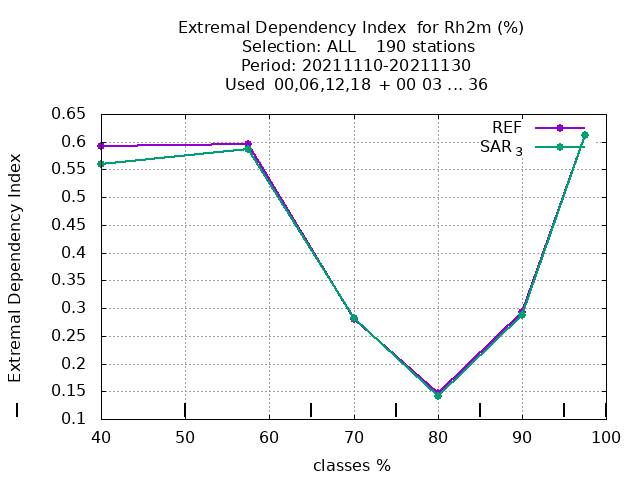 Extremal Dependency Index  for Rh2m (%)
Selection: ALL    190 stations
Period: 20211110-20211130
Used  00,06,12,18  + 00 03 ... 36
REF
SAR 3
0.65
0.6
0.55
0.5
0.45
0.4
0.35
0.3
0.25
0.2
0.15
0.1
Extremal Dependency Index
40 50 60 70 80 90 100
classes %